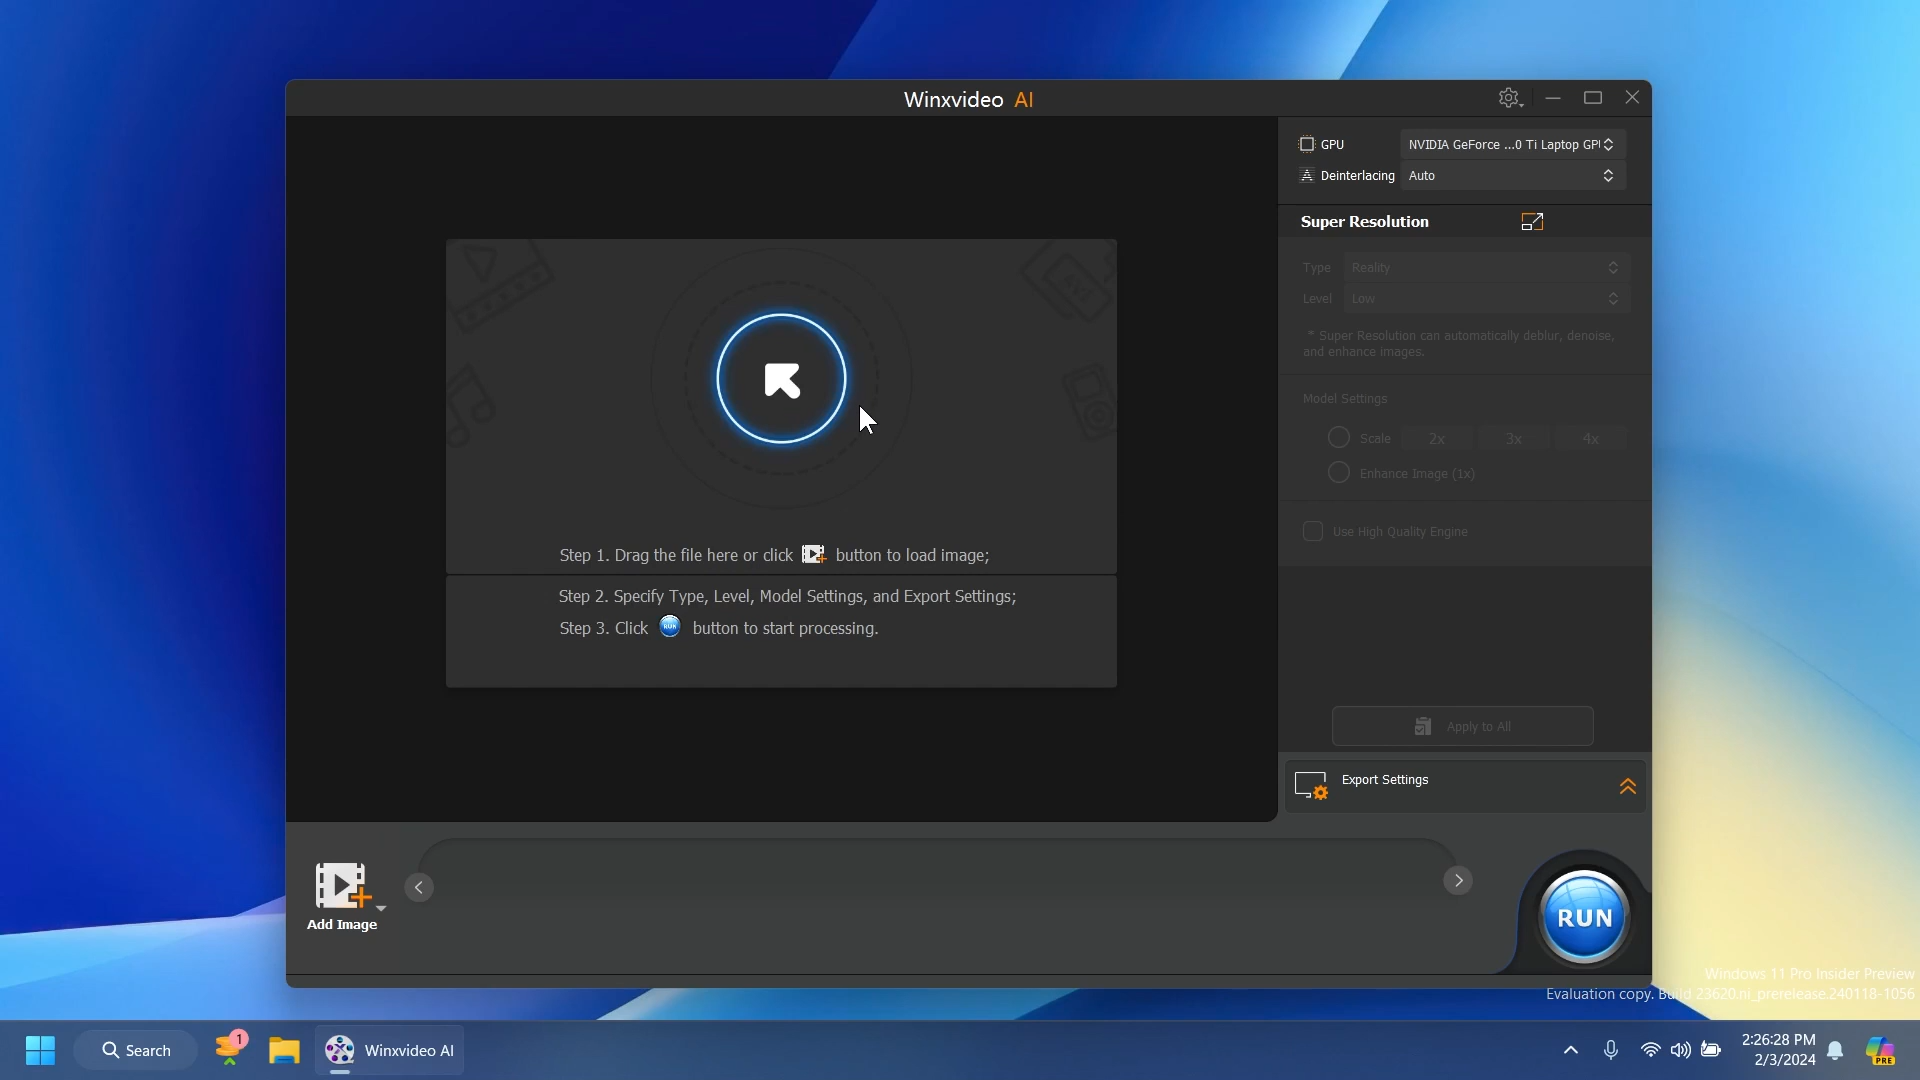 Winxvideo AI
GPU
NVIDIA GeForce ...0 Ti Laptop GPU
Deinterlacing
Auto
Super Resolution
Type
Reality
Level
Low
* Super Resolution can automatically deblur, denoise,
and enhance images.
Model Settings
Scale
2x
3x
4x
Enhance Image (1x)
Use High Quality Engine
Step 1. Drag the file here or click button to load image;
Step 2. Specify Type, Level, Model Settings, and Export Settings;
Step 3. Click RUN button to start processing.
Apply to All
Export Settings
Add Image
RUN
Windows 11 Pro Insider Preview
Evaluation copy. Build 23620.ni_prerelease.240118-1056
Search
1
Winxvideo AI
2:26:28 PM
2/3/2024
PRE